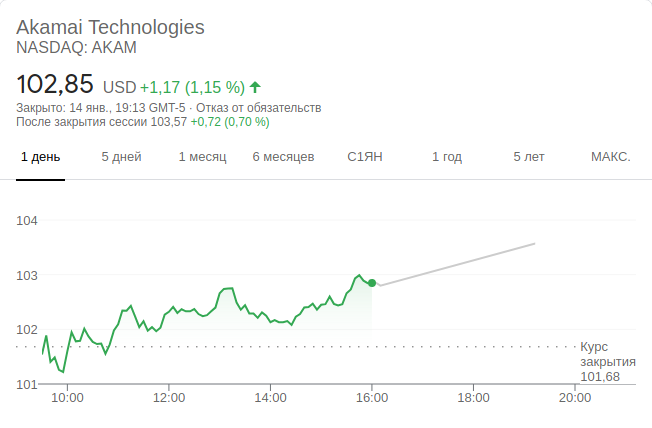 Akamai Technologies
NASDAQ: AKAM
102,85 USD +1,17 (1,15 %)
Закрыто: 14 янв., 19:13 GMT-5 · Отказ от обязательств
После закрытия сессии 103,57 +0,72 (0,70 %)
1 день 5 дней 1 месяц 6 месяцев С1ЯН 1 год 5 лет МАКС.
104
103
102
Курс
закрытия
101,68
101
10:00 12:00 14:00 16:00 18:00 20:00